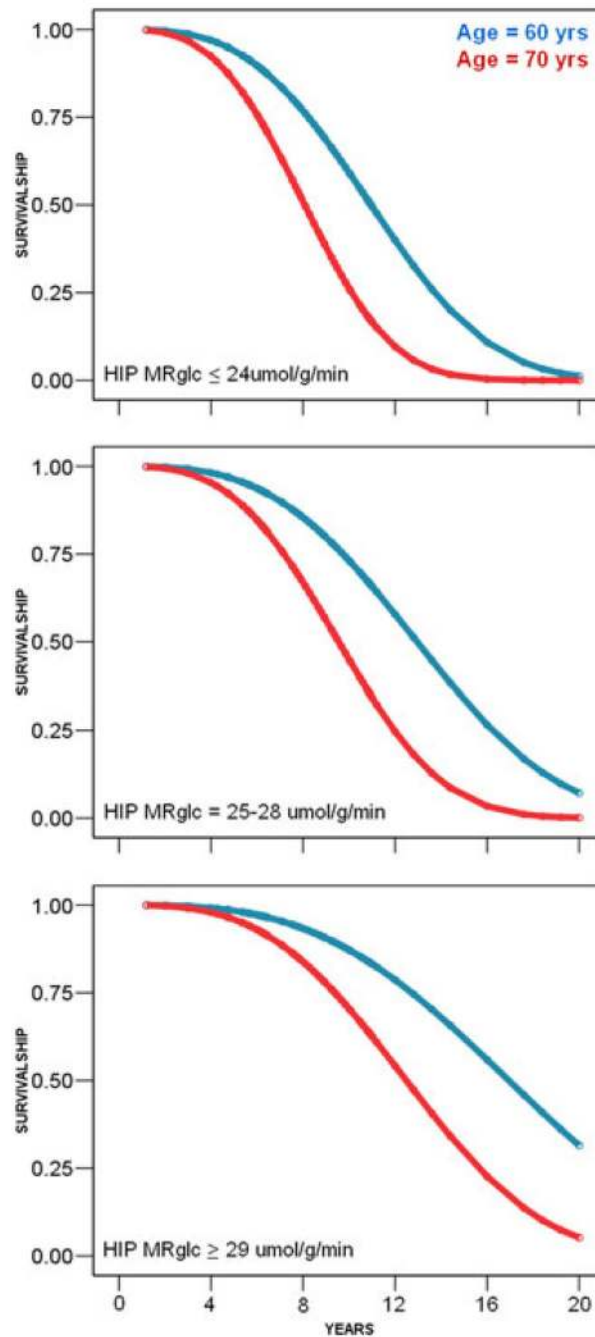 Age = 60 yrs
Age = 70 yrs
1.00
0.75
0.50
0.25
0.00
SURVIVALSHIP
HIP MRglc ≤ 24umol/g/min
1.00
0.75
0.50
0.25
0.00
SURVIVALSHIP
HIP MRglc = 25-28 umol/g/min
1.00
0.75
0.50
0.25
0.00
SURVIVALSHIP
HIP MRglc ≥ 29 umol/g/min
0 4 8 12 16 20
YEARS